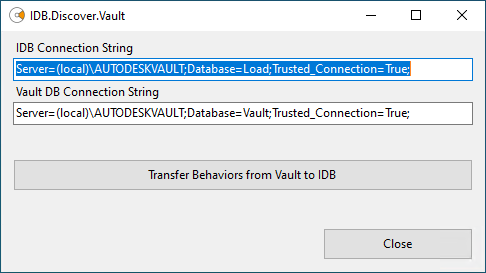 IDB.Discover.Vault
IDB Connection String
Server=(local)\AUTODESKVAULT;Database=Load;Trusted_Connection=True;
Vault DB Connection String
Server=(local)\AUTODESKVAULT;Database=Vault;Trusted_Connection=True;
Transfer Behaviors from Vault to IDB
Close